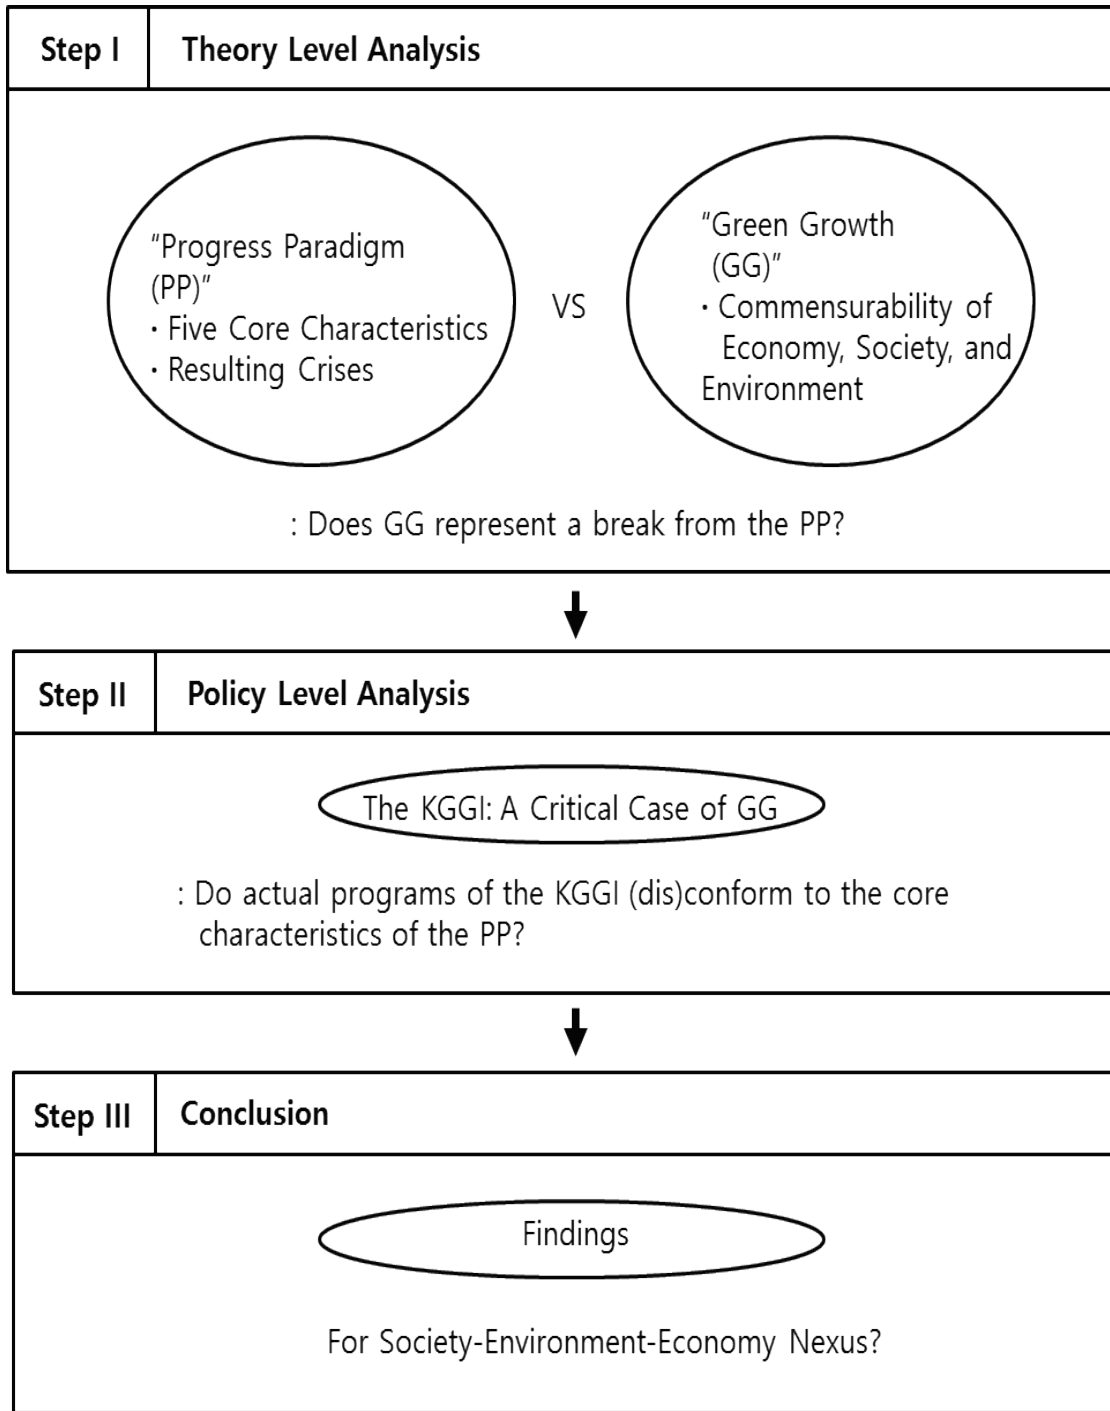 Step I
Theory Level Analysis
“Progress Paradigm
(PP)”
· Five Core Characteristics
· Resulting Crises
VS
“Green Growth
(GG)”
· Commensurability of
Economy, Society, and
Environment
: Does GG represent a break from the PP?
Step II
Policy Level Analysis
The KGGI: A Critical Case of GG
: Do actual programs of the KGGI (dis)conform to the core
characteristics of the PP?
Step III
Conclusion
Findings
For Society-Environment-Economy Nexus?